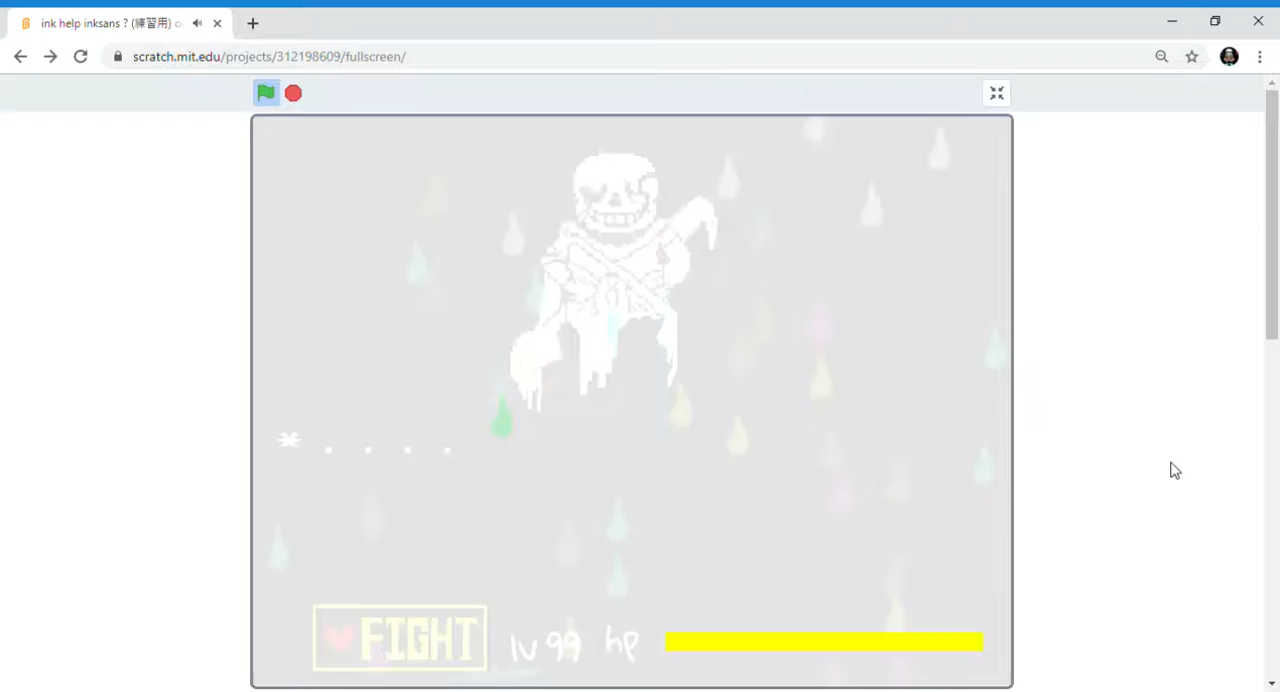 ink help inksans ? (練習用) o
scratch.mit.edu/projects/312198609/fullscreen/
* . . . .
FIGHT lv 99 hp